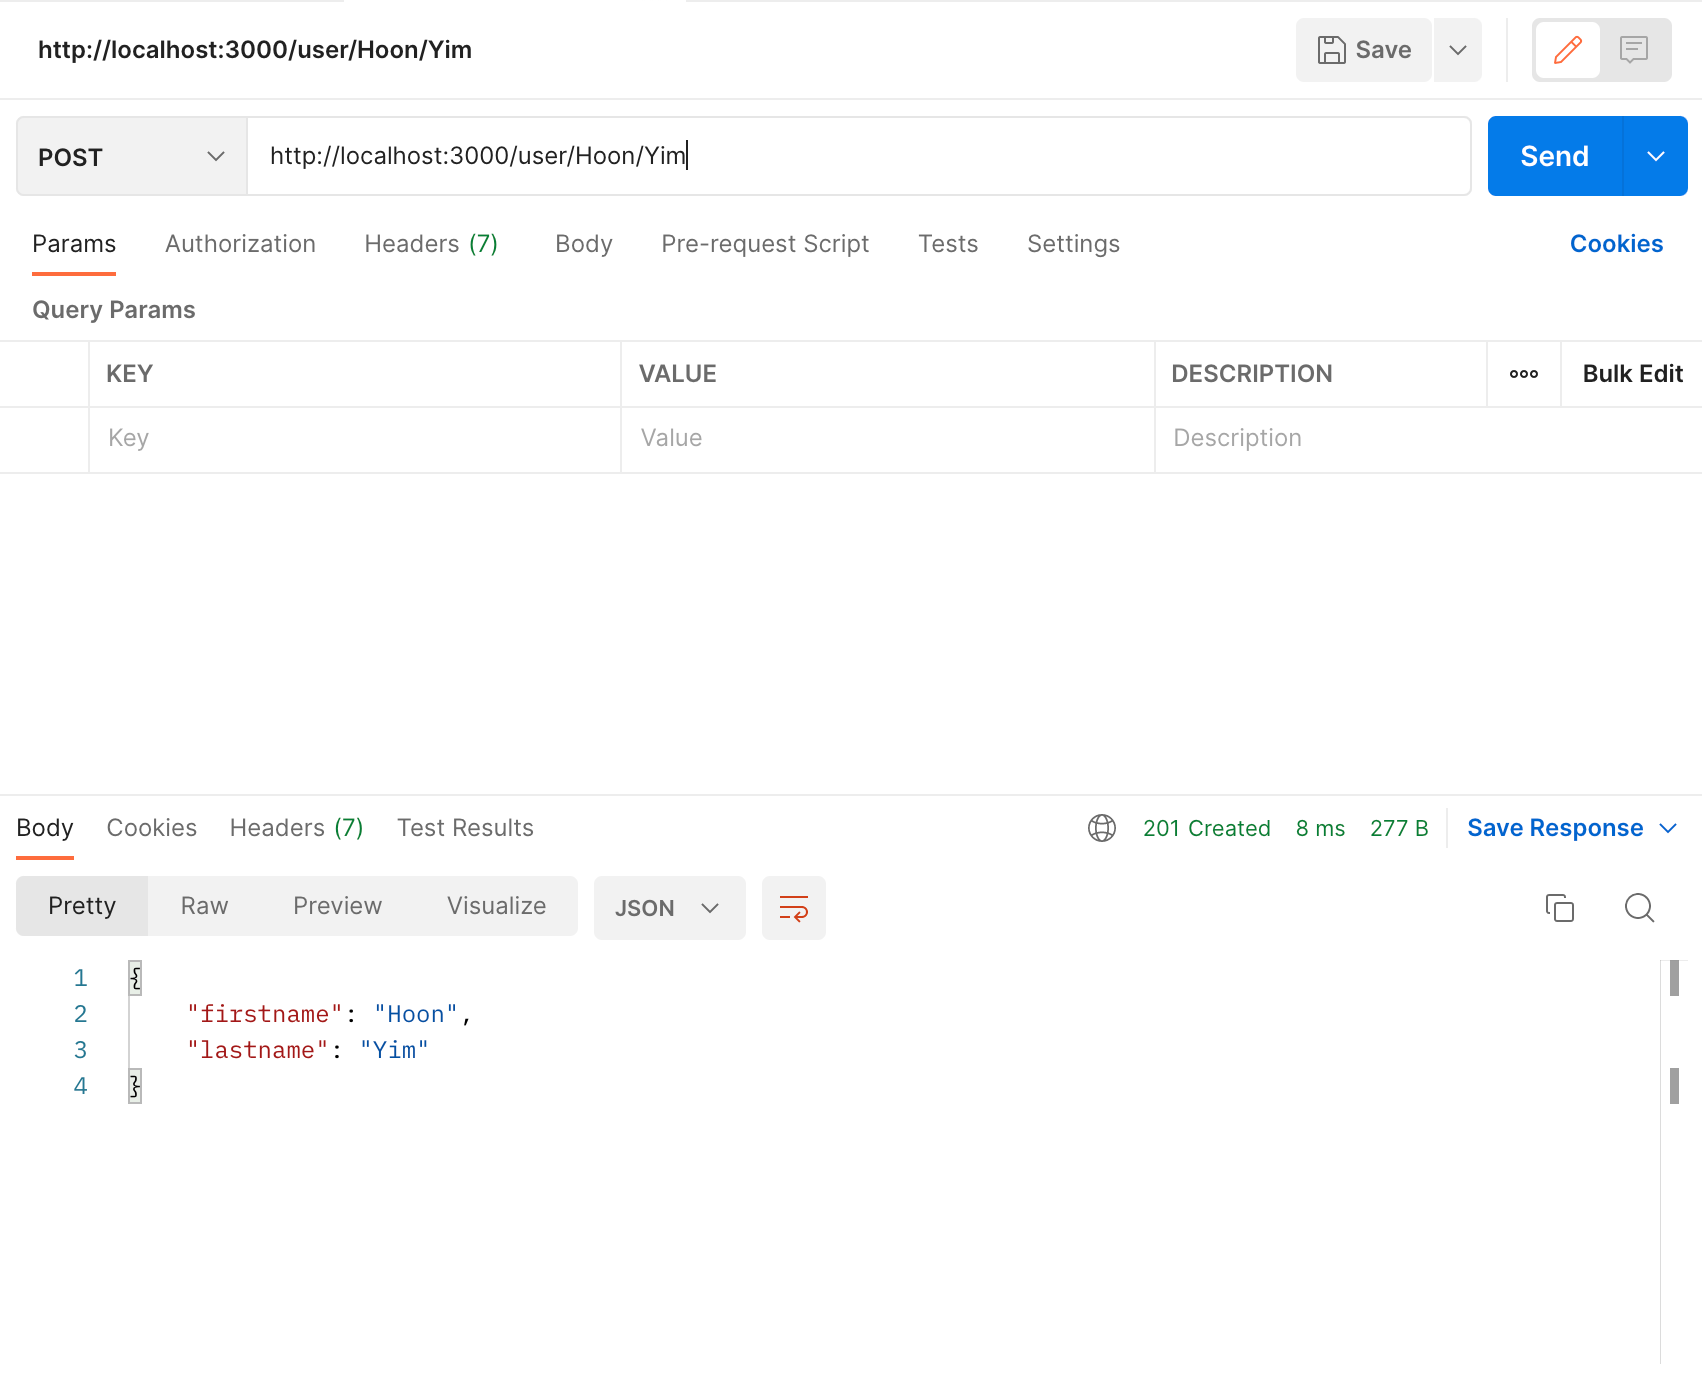 http://localhost:3000/user/Hoon/Yim
Save
POST
http://localhost:3000/user/Hoon/Yim
Send
Params Authorization Headers (7) Body Pre-request Script Tests Settings Cookies
Query Params
KEY VALUE DESCRIPTION Bulk Edit
Key Value Description
Body Cookies Headers (7) Test Results 201 Created 8 ms 277 B Save Response
Pretty Raw Preview Visualize JSON
1 {
2 "firstname": "Hoon",
3 "lastname": "Yim"
4 }